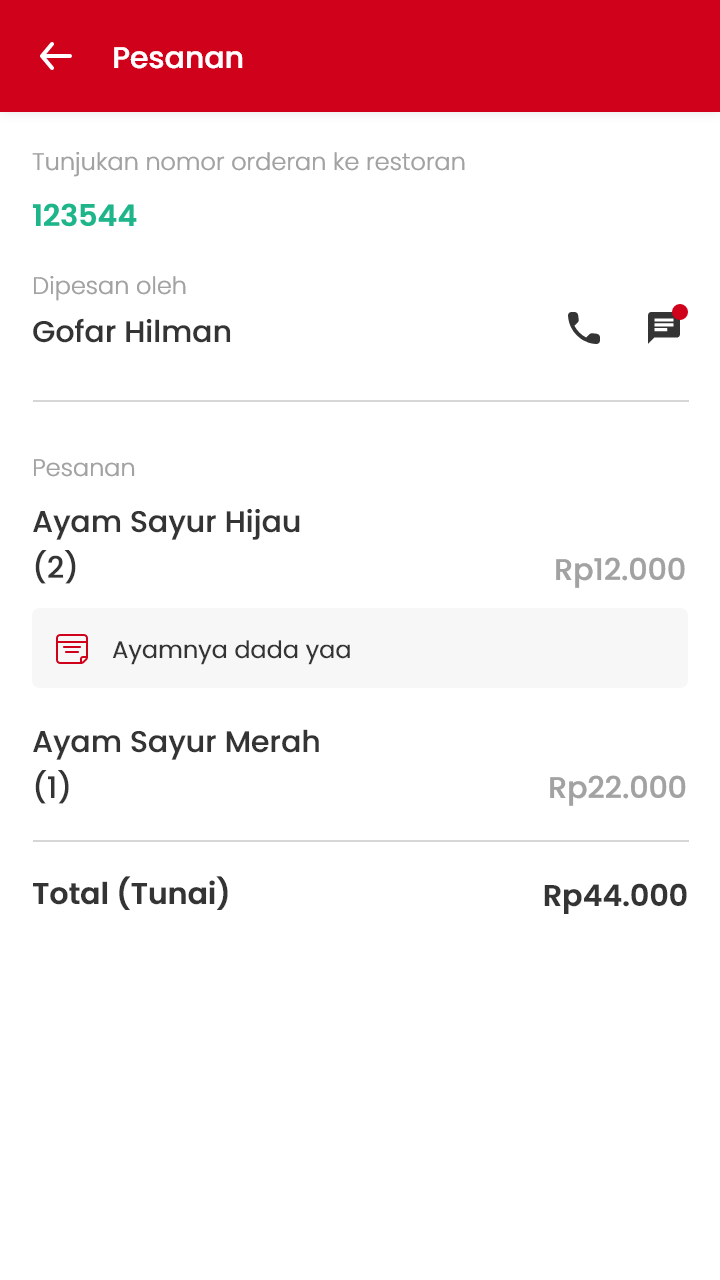 Pesanan
Tunjukan nomor orderan ke restoran
123544
Dipesan oleh
Gofar Hilman
Pesanan
Ayam Sayur Hijau
(2)
Rp12.000
Ayamnya dada yaa
Ayam Sayur Merah
(1)
Rp22.000
Total (Tunai)
Rp44.000